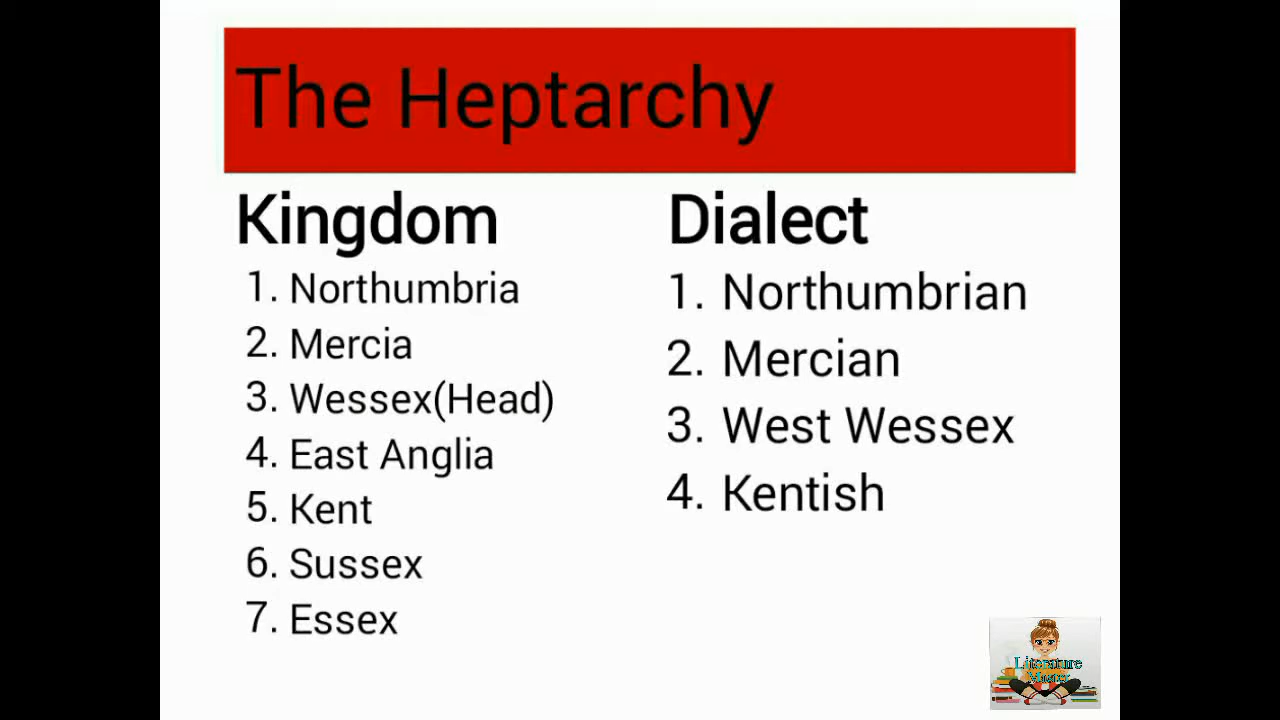 The Heptarchy
Kingdom
1. Northumbria
2. Mercia
3. Wessex(Head)
4. East Anglia
5. Kent
6. Sussex
7. Essex
Dialect
1. Northumbrian
2. Mercian
3. West Wessex
4. Kentish
Literature
Master